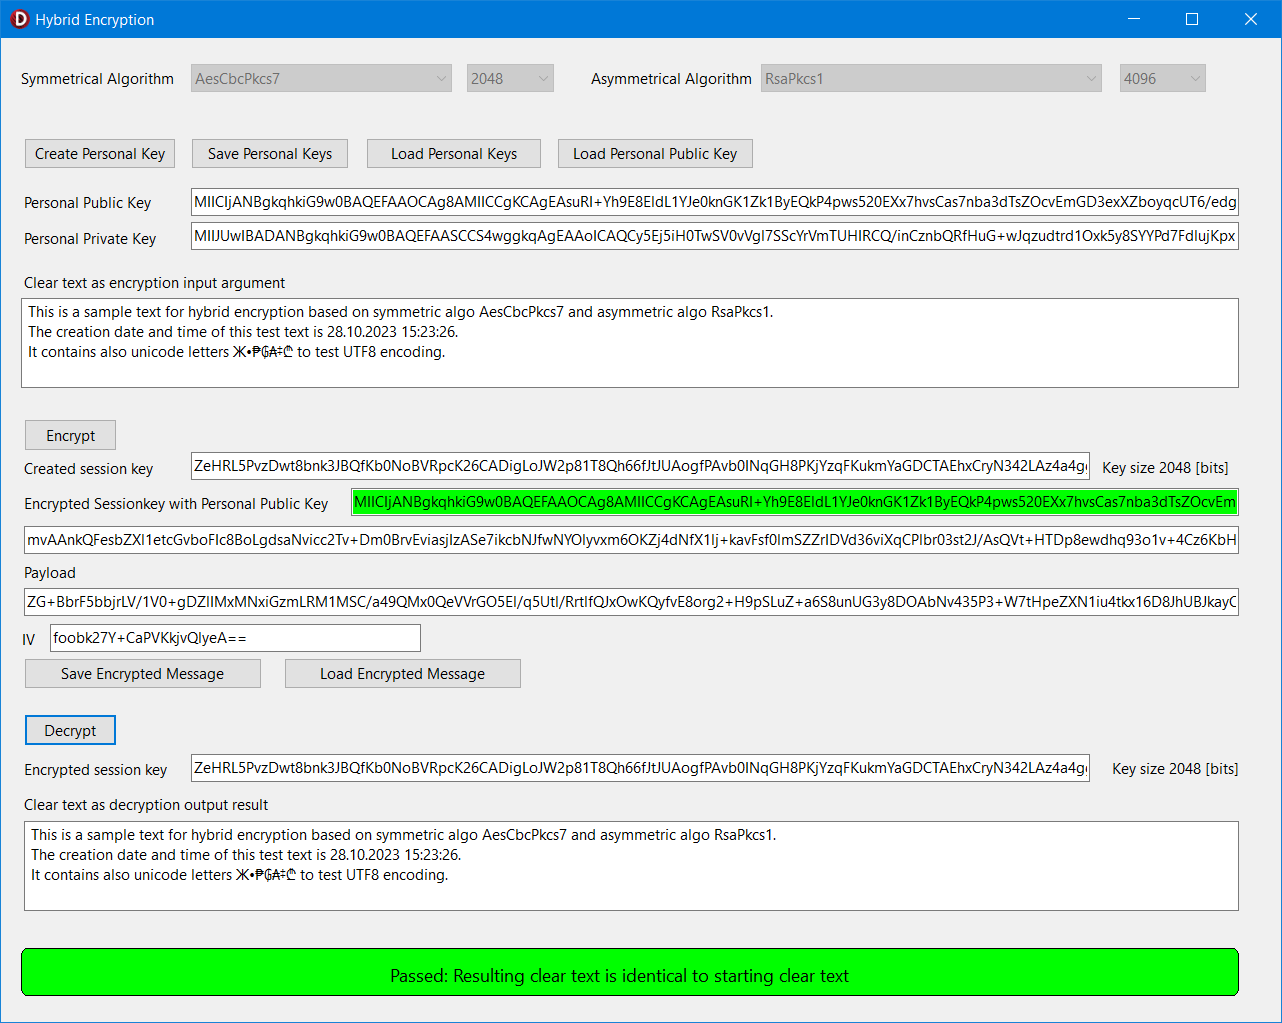 Hybrid Encryption
Symmetrical Algorithm AesCbcPkcs7 2048 Asymmetrical Algorithm RsaPkcs1 4096
Create Personal Key Save Personal Keys Load Personal Keys Load Personal Public Key
Personal Public Key MIICIjANBgkqhkiG9w0BAQEFAAOCAg8AMIICCgKCAgEAsuRI+Yh9E8EIdL1YJe0knGK1Zk1ByEQkP4pws520EXx7hvsCas7nba3dTsZOcvEmGD3exXZboyqcUT6/edg
Personal Private Key MIIJUwIBADANBgkqhkiG9w0BAQEFAASCCS4wggkqAgEAAoICAQCy5Ej5iH0TwSV0vVgl7SScYrVmTUHIRCQ/inCznbQRfHuG+wJqzudtrd1Oxk5y8SYYPd7FdlujKpx
Clear text as encryption input argument
This is a sample text for hybrid encryption based on symmetric algo AesCbcPkcs7 and asymmetric algo RsaPkcs1.
The creation date and time of this test text is 28.10.2023 15:23:26.
It contains also unicode letters Ж•₱₲₳‡₾ to test UTF8 encoding.
Encrypt
Created session key ZeHRL5PvzDwt8bnk3JBQfKb0NoBVRpcK26CADigLoJW2p81T8Qh66fJtJUAogfPAvb0INqGH8PKjYzqFKukmYaGDCTAEhxCryN342LAz4a4g Key size 2048 [bits]
Encrypted Sessionkey with Personal Public Key MIICIjANBgkqhkiG9w0BAQEFAAOCAg8AMIICCgKCAgEAsuRI+Yh9E8EIdL1YJe0knGK1Zk1ByEQkP4pws520EXx7hvsCas7nba3dTsZOcvEm
mvAAnkQFesbZXI1etcGvboFIc8BoLgdsaNvicc2Tv+Dm0BrvEviasjIzASe7ikcbNJfwNYOlyvxm6OKZj4dNfX1lj+kavFsf0lmSZZrIDVd36viXqCPlbr03st2J/AsQVt+HTDp8ewdhq93o1v+4Cz6KbH
Payload
ZG+BbrF5bbjrLV/1V0+gDZIIMxMNxiGzmLRM1MSC/a49QMx0QeVVrGO5EI/q5UtI/RrtIfQJxOwKQyfvE8org2+H9pSLuZ+a6S8unUG3y8DOAbNv435P3+W7tHpeZXN1iu4tkx16D8JhUBJkayC
IV foobk27Y+CaPVKkjvQIyeA==
Save Encrypted Message Load Encrypted Message
Decrypt
Encrypted session key ZeHRL5PvzDwt8bnk3JBQfKb0NoBVRpcK26CADigLoJW2p81T8Qh66fJtJUAogfPAvb0INqGH8PKjYzqFKukmYaGDCTAEhxCryN342LAz4a4g Key size 2048 [bits]
Clear text as decryption output result
This is a sample text for hybrid encryption based on symmetric algo AesCbcPkcs7 and asymmetric algo RsaPkcs1.
The creation date and time of this test text is 28.10.2023 15:23:26.
It contains also unicode letters Ж•₱₲₳‡₾ to test UTF8 encoding.
Passed: Resulting clear text is identical to starting clear text